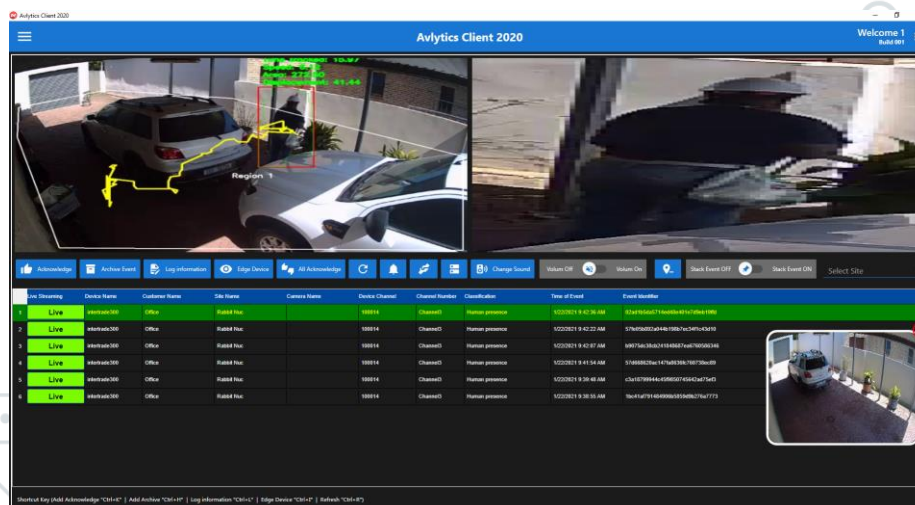 Avlytics Client 2020
Avlytics Client 2020
Welcome 1
Build 001
Area:
41.44
Region 1
Acknowledge Archive Event Log information Edge Device All Acknowledge Change Sound Volum Off Volum On Stack Event OFF Stack Event ON Select Site
Live Streaming Device Name Customer Name Site Name Camera Name Device Channel Channel Number Classification Time of Event Event Identifier
1 Live intertrade300 Office Rabbit Nuc 100014 Channel3 Human presence 1/22/2021 9:42:36 AM
2 Live intertrade300 Office Rabbit Nuc 100014 Channel3 Human presence 1/22/2021 9:42:22 AM
3 Live intertrade300 Office Rabbit Nuc 100014 Channel3 Human presence 1/22/2021 9:42:07 AM
4 Live intertrade300 Office Rabbit Nuc 100014 Channel3 Human presence 1/22/2021 9:41:54 AM
5 Live intertrade300 Office Rabbit Nuc 100014 Channel3 Human presence 1/22/2021 9:39:48 AM
6 Live intertrade300 Office Rabbit Nuc 100014 Channel3 Human presence 1/22/2021 9:38:55 AM
Shortcut Key (Add Acknowledge "Ctrl+K" | Add Archive "Ctrl+H" | Log information "Ctrl+L" | Edge Device "Ctrl+I" | Refresh "Ctrl+R")